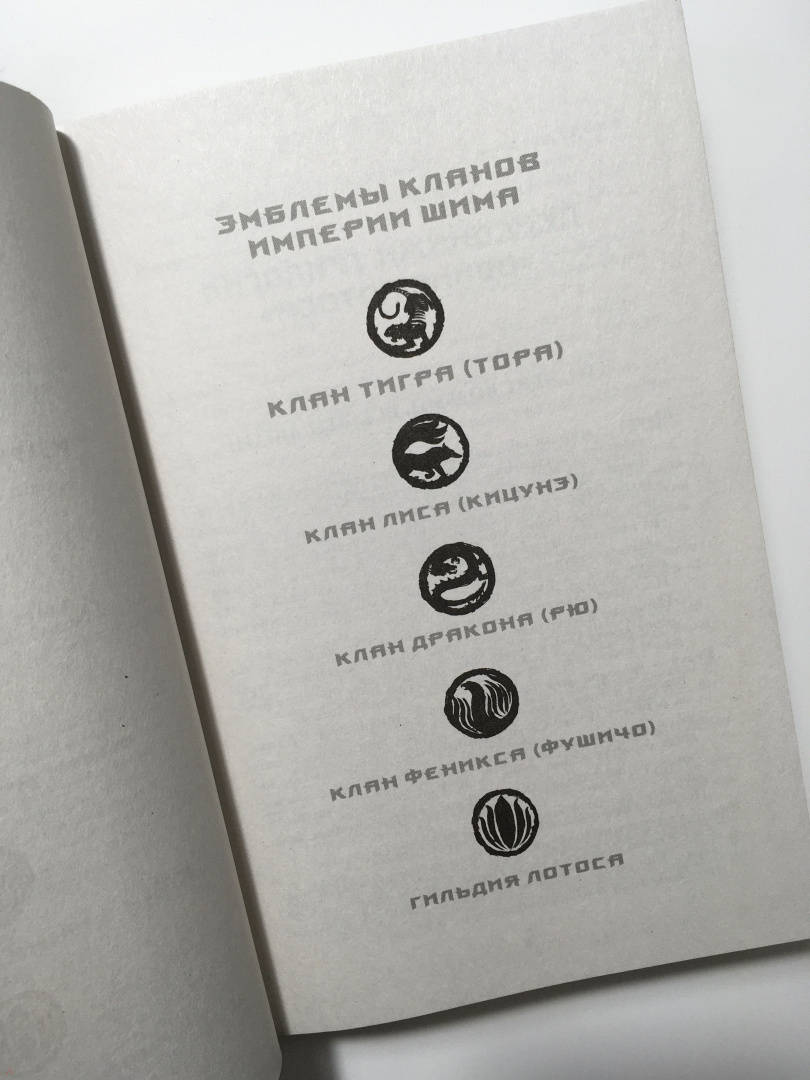 ЭМБЛЕМЫ КЛАНОВ
ИМПЕРИИ ШИМА
КЛАН ТИГРА (ТОРА)
КЛАН ЛИСА (КИЦУНЭ)
КЛАН ДРАКОНА (РЮ)
КЛАН ФЕНИКСА (ФУШИЧО)
ГИЛЬДИЯ ЛОТОСА